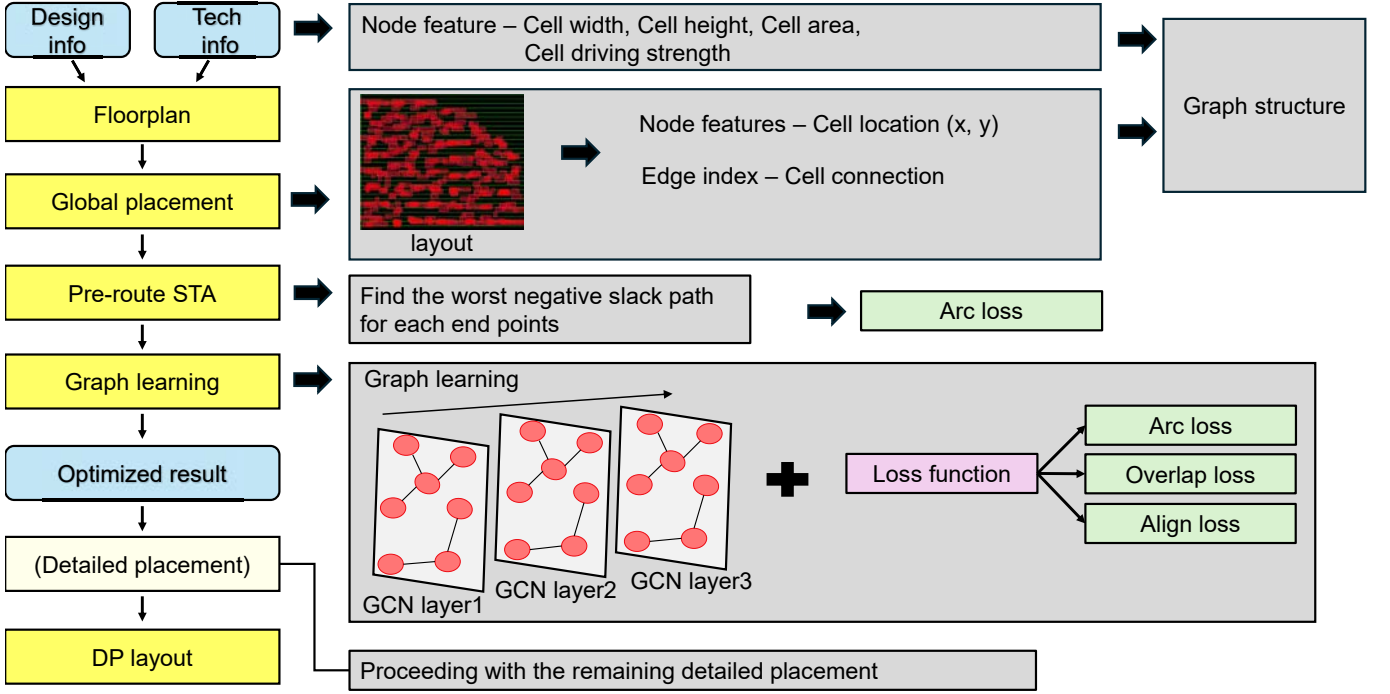 Design
info
Tech
info
Node feature – Cell width, Cell height, Cell area,
Cell driving strength
Graph structure
Floorplan
Node features – Cell location (x, y)
Edge index – Cell connection
layout
Global placement
Pre-route STA
Find the worst negative slack path
for each end points
Arc loss
Graph learning
Graph learning
GCN layer1
GCN layer2
GCN layer3
Loss function
Arc loss
Overlap loss
Align loss
Optimized result
(Detailed placement)
DP layout
Proceeding with the remaining detailed placement